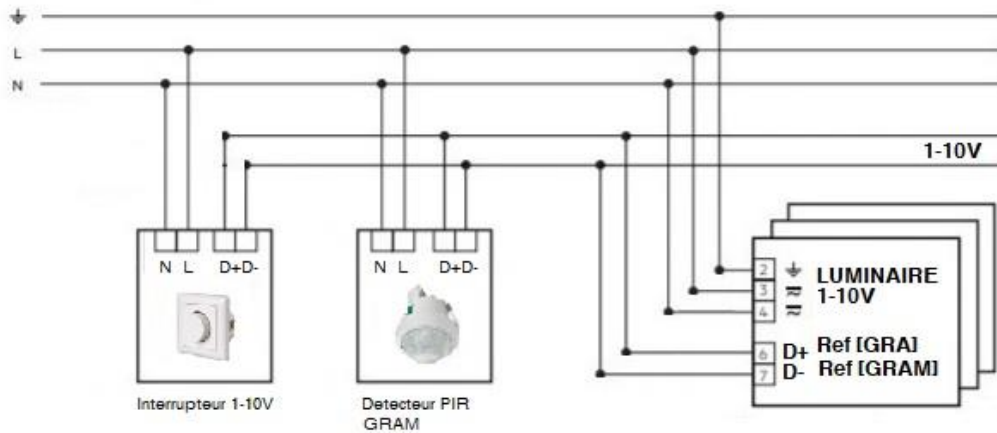 L
N
1-10V
N L D+D-
N L D+D-
2 LUMINAIRE
3 1-10V
4
6 D+ Ref [GRA]
7 D- Ref [GRAM]
Interrupteur 1-10V
Detecteur PIR
GRAM